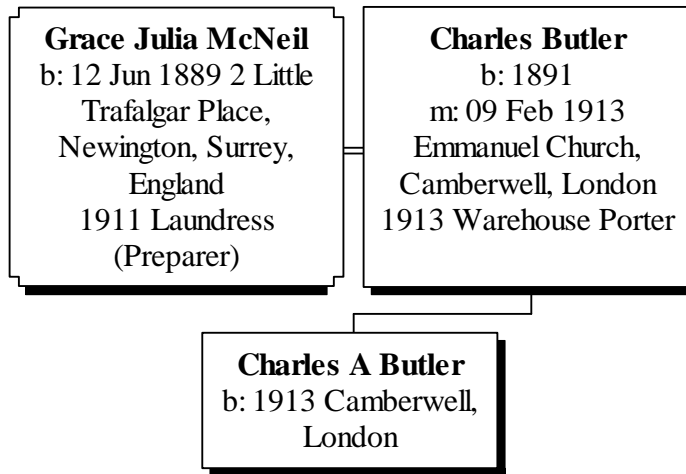 Grace Julia McNeil
b: 12 Jun 1889 2 Little
Trafalgar Place,
Newington, Surrey,
England
1911 Laundress
(Preparer)
Charles Butler
b: 1891
m: 09 Feb 1913
Emmanuel Church,
Camberwell, London
1913 Warehouse Porter
Charles A Butler
b: 1913 Camberwell,
London